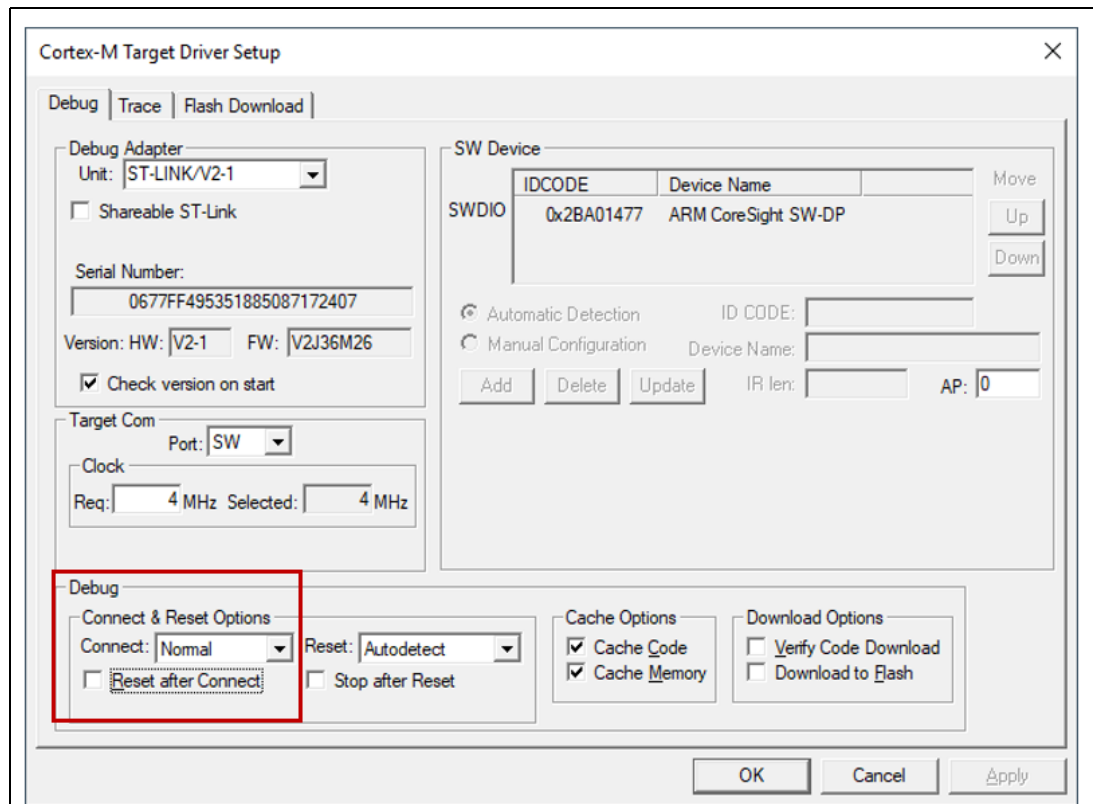 Cortex-M Target Driver Setup
Debug Trace Flash Download
Debug Adapter
Unit: ST-LINK/V2-1
Shareable ST-Link
Serial Number:
0677FF495351885087172407
Version: HW: V2-1 FW: V2J36M26
Check version on start
SW Device
IDCODE Device Name
SWDIO 0x2BA01477 ARM CoreSight SW-DP
Move
Up
Down
Automatic Detection ID CODE:
Manual Configuration Device Name:
Add Delete Update IR len: AP: 0
Target Com
Port: SW
Clock
Req: 4 MHz Selected: 4 MHz
Debug
Connect & Reset Options
Connect: Normal Reset: Autodetect
Reset after Connect Stop after Reset
Cache Options
Cache Code
Cache Memory
Download Options
Verify Code Download
Download to Flash
OK Cancel Apply